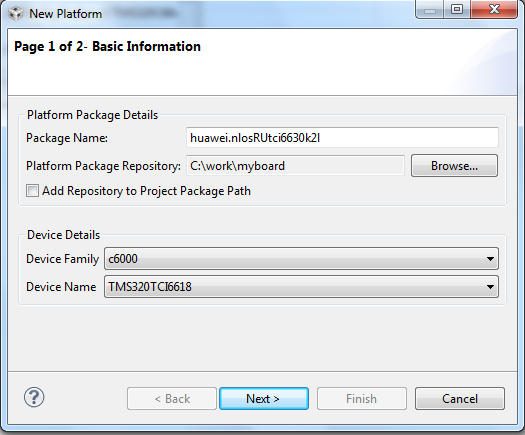 New Platform
Page 1 of 2- Basic Information
Platform Package Details
Package Name: huawei.nlosRUtci6630k2l
Platform Package Repository: C:\work\myboard Browse...
Add Repository to Project Package Path
Device Details
Device Family c6000
Device Name TMS320TCI6618
? < Back Next > Finish Cancel